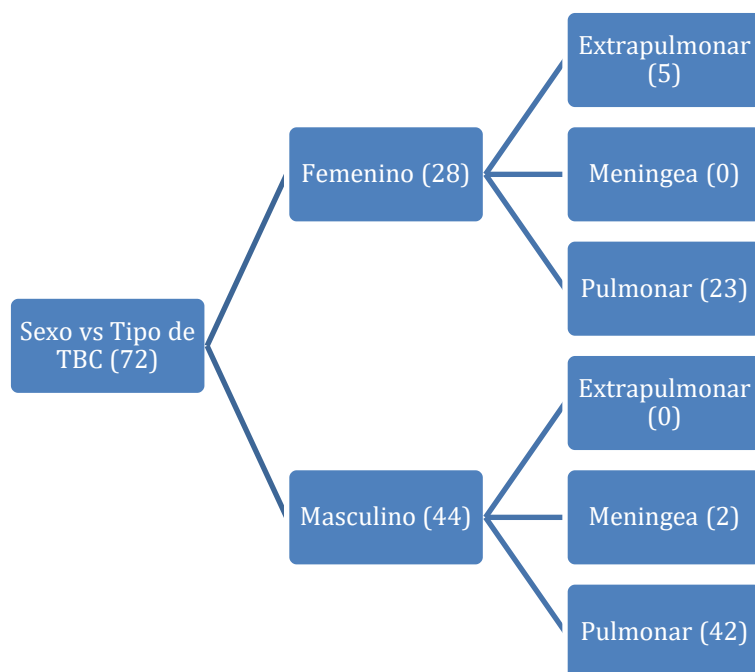 Sexo vs Tipo de
TBC (72)
Femenino (28)
Extrapulmonar
(5)
Meningea (0)
Pulmonar (23)
Masculino (44)
Extrapulmonar
(0)
Meningea (2)
Pulmonar (42)